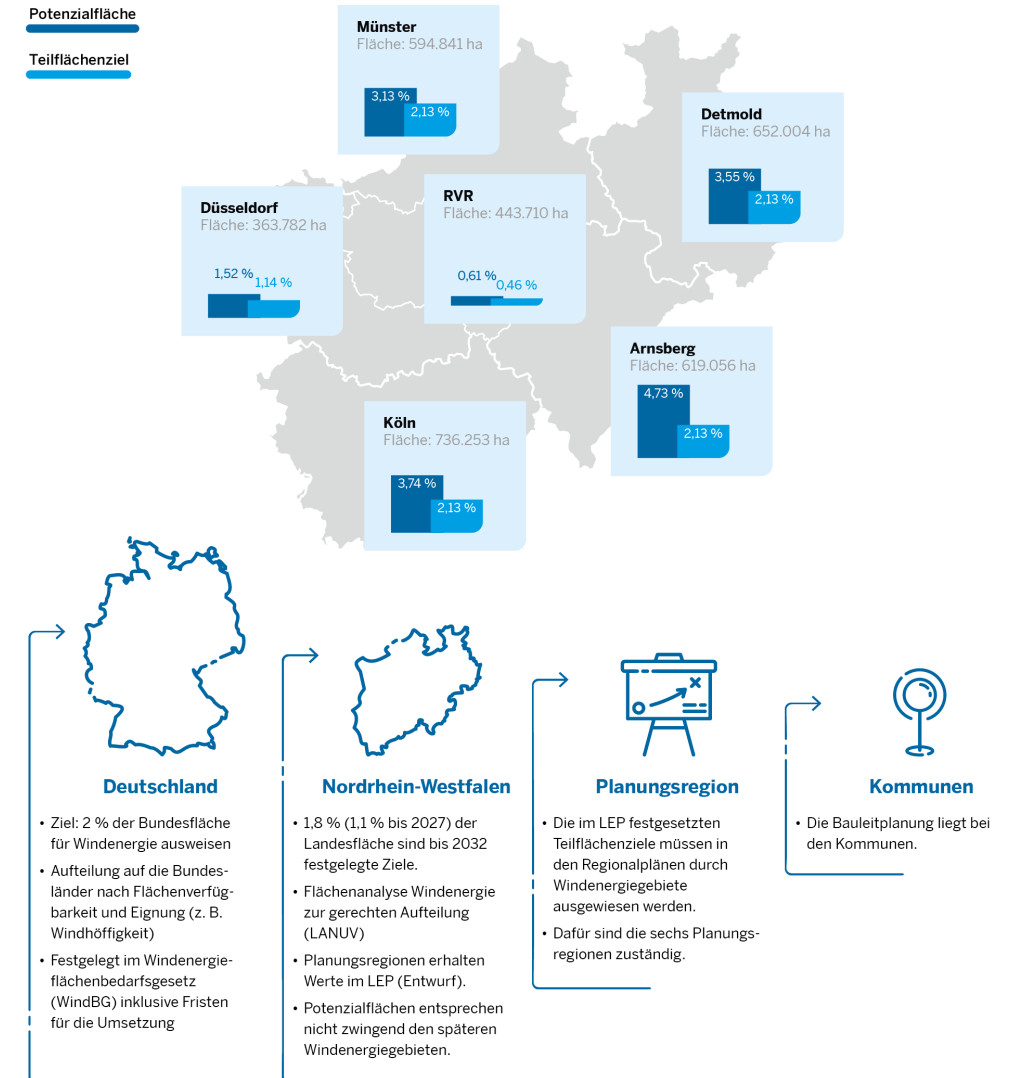 Potenzialfläche
Teilflächenziel
Münster
Fläche: 594.841 ha
3,13 %
2,13 %
Detmold
Fläche: 652.004 ha
3,55 %
2,13 %
Düsseldorf
Fläche: 363.782 ha
1,52 %
1,14 %
RVR
Fläche: 443.710 ha
0,61 %
0,46 %
Arnsberg
Fläche: 619.056 ha
4,73 %
2,13 %
Köln
Fläche: 736.253 ha
3,74 %
2,13 %
Deutschland
• Ziel: 2 % der Bundesfläche
für Windenergie ausweisen
• Aufteilung auf die Bundes-
länder nach Flächenverfüg-
barkeit und Eignung (z. B.
Windhöffigkeit)
• Festgelegt im Windenergie-
flächenbedarfsgesetz
(WindBG) inklusive Fristen
für die Umsetzung
Nordrhein-Westfalen
• 1,8 % (1,1 % bis 2027) der
Landesfläche sind bis 2032
festgelegte Ziele.
• Flächenanalyse Windenergie
zur gerechten Aufteilung
(LANUV)
• Planungsregionen erhalten
Werte im LEP (Entwurf).
• Potenzialflächen entsprechen
nicht zwingend den späteren
Windenergiegebieten.
Planungsregion
• Die im LEP festgesetzten
Teilflächenziele müssen in
den Regionalplänen durch
Windenergiegebiete
ausgewiesen werden.
• Dafür sind die sechs Planungs-
regionen zuständig.
Kommunen
• Die Bauleitplanung liegt bei
den Kommunen.